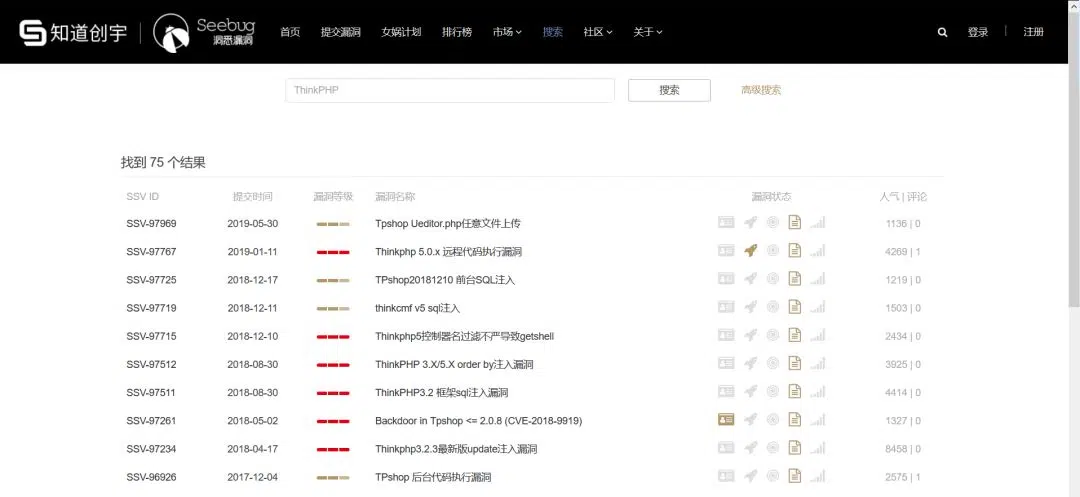 知道创宇 Seebug 洞悉漏洞 首页 提交漏洞 女娲计划 排行榜 市场 搜索 社区 关于 登录 注册
ThinkPHP 搜索 高级搜索
找到 75 个结果
SSV ID 提交时间 漏洞等级 漏洞名称 漏洞状态 人气 | 评论
SSV-97969 2019-05-30 Tpshop Ueditor.php任意文件上传 1136 | 0
SSV-97767 2019-01-11 Thinkphp 5.0.x 远程代码执行漏洞 4269 | 1
SSV-97725 2018-12-17 TPshop20181210 前台SQL注入 1219 | 0
SSV-97719 2018-12-11 thinkcmf v5 sql注入 1503 | 0
SSV-97715 2018-12-10 Thinkphp5控制器名过滤不严导致getshell 2434 | 0
SSV-97512 2018-08-30 ThinkPHP 3.X/5.X order by注入漏洞 3925 | 0
SSV-97511 2018-08-30 ThinkPHP3.2 框架sql注入漏洞 4414 | 0
SSV-97261 2018-05-02 Backdoor in Tpshop <= 2.0.8 (CVE-2018-9919) 1327 | 0
SSV-97234 2018-04-17 Thinkphp3.2.3最新版update注入漏洞 8458 | 0
SSV-96926 2017-12-04 TPshop 后台代码执行漏洞 2575 | 1